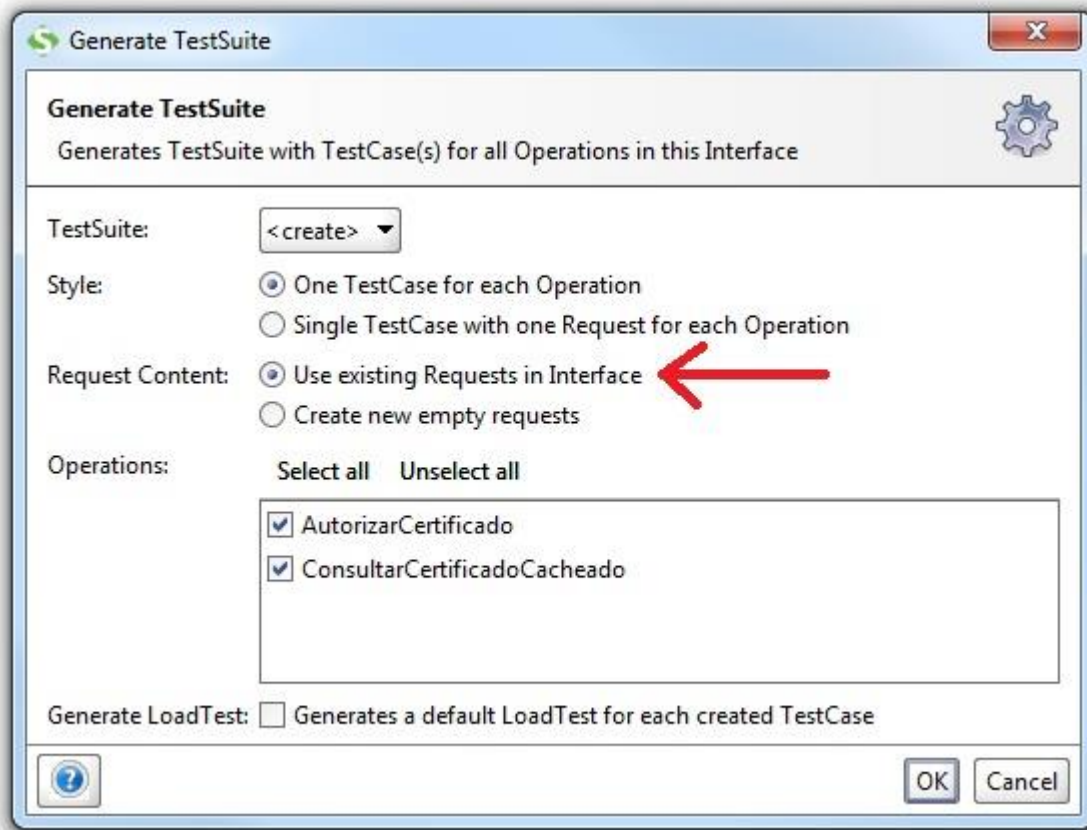 Generate TestSuite
Generate TestSuite
Generates TestSuite with TestCase(s) for all Operations in this Interface
TestSuite: <create>
Style: One TestCase for each Operation
Single TestCase with one Request for each Operation
Request Content: Use existing Requests in Interface
Create new empty requests
Operations: Select all Unselect all
AutorizarCertificado
ConsultarCertificadoCacheado
Generate LoadTest: Generates a default LoadTest for each created TestCase
OK Cancel